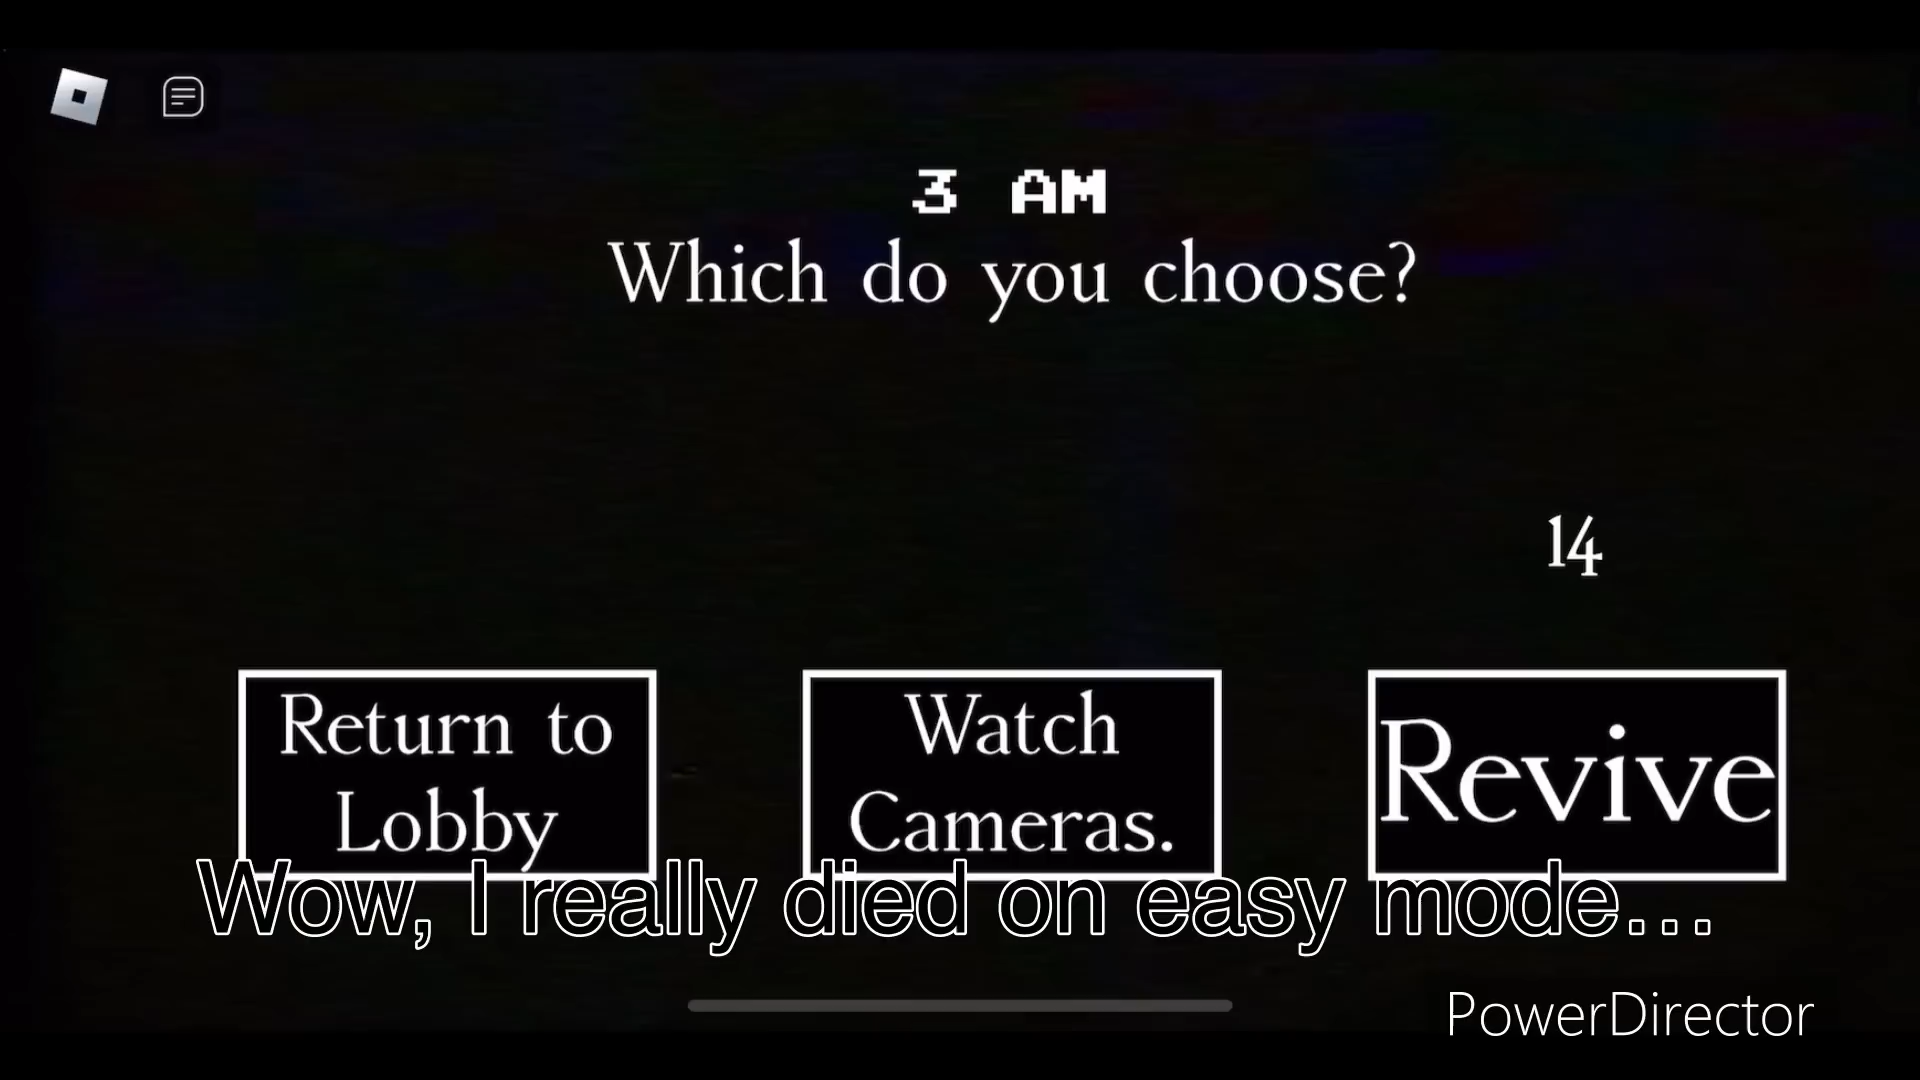 3 AM
Which do you choose?
14
Return to
Lobby
Watch
Cameras.
Revive
Wow, I really died on easy mode...
PowerDirector